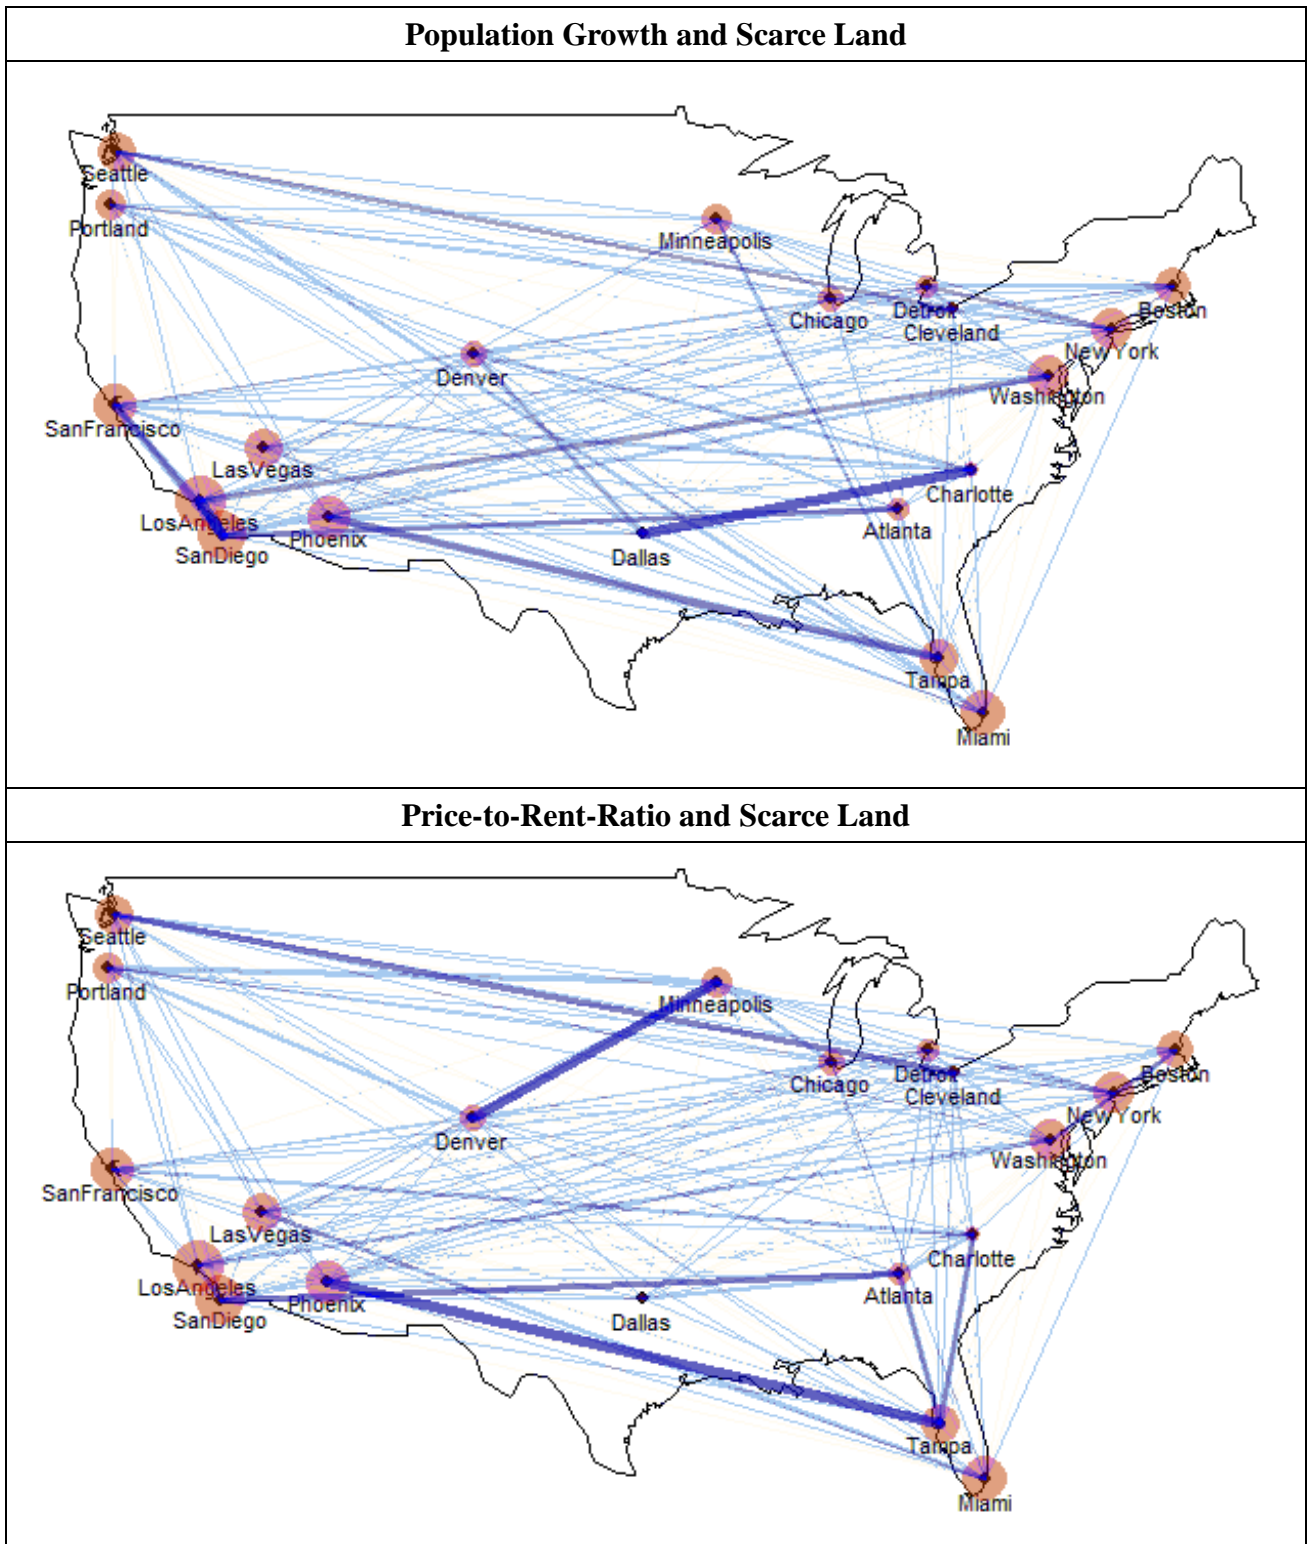 Population Growth and Scarce Land
Seattle
Portland
Minneapolis
Chicago
Detroit
Cleveland
Boston
New York
Washington
Denver
SanFrancisco
LasVegas
LosAngeles
SanDiego
Phoenix
Dallas
Charlotte
Atlanta
Tampa
Miami
Price-to-Rent-Ratio and Scarce Land
Seattle
Portland
Minneapolis
Chicago
Detroit
Cleveland
Boston
New York
Washington
Denver
SanFrancisco
LasVegas
LosAngeles
SanDiego
Phoenix
Dallas
Charlotte
Atlanta
Tampa
Miami